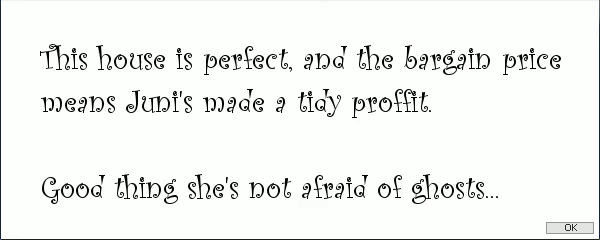 This house is perfect, and the bargain price
means Juni's made a tidy proffit.
Good thing she's not afraid of ghosts...
OK